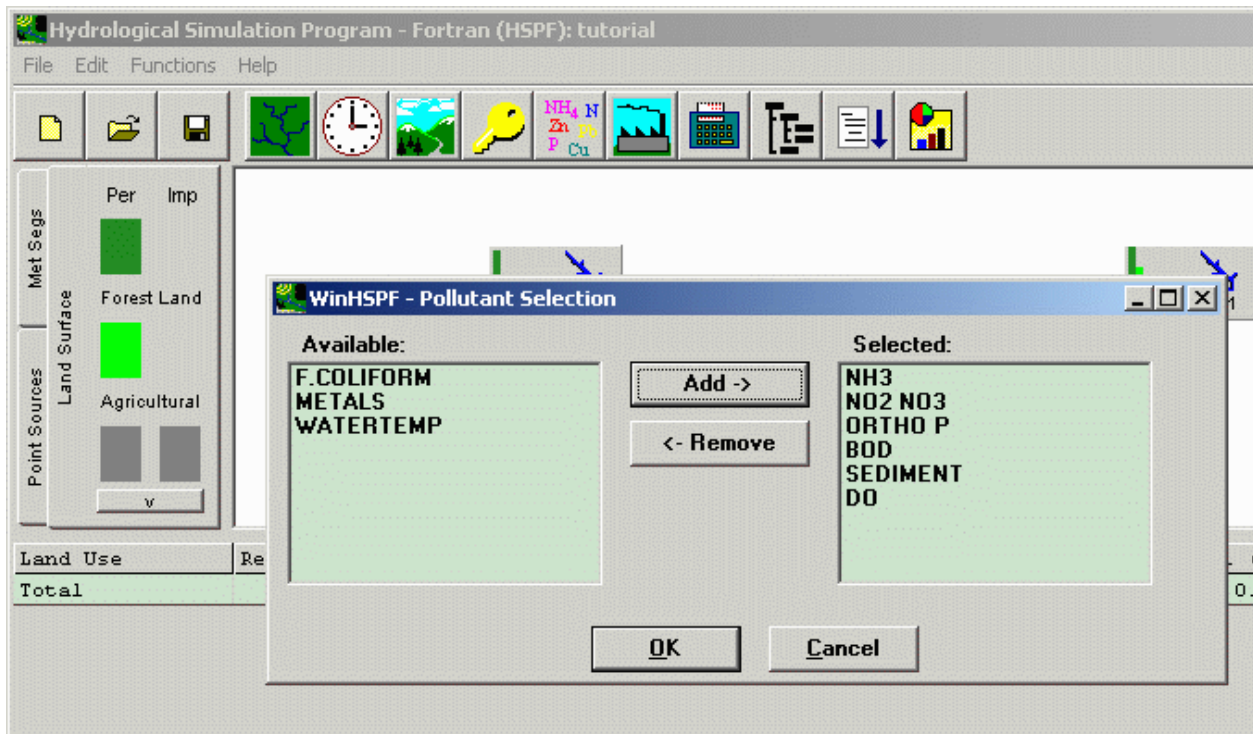 Hydrological Simulation Program - Fortran (HSPF): tutorial
File Edit Functions Help
NH4 N
Zn Pb
P Cu
Met Segs
Point Sources
Land Surface
Per Imp
Forest Land
Agricultural
v
WinHSPF - Pollutant Selection
Available:
F.COLIFORM
METALS
WATERTEMP
Add ->
<- Remove
Selected:
NH3
NO2 NO3
ORTHO P
BOD
SEDIMENT
DO
OK Cancel
Land Use Re
Total 0.